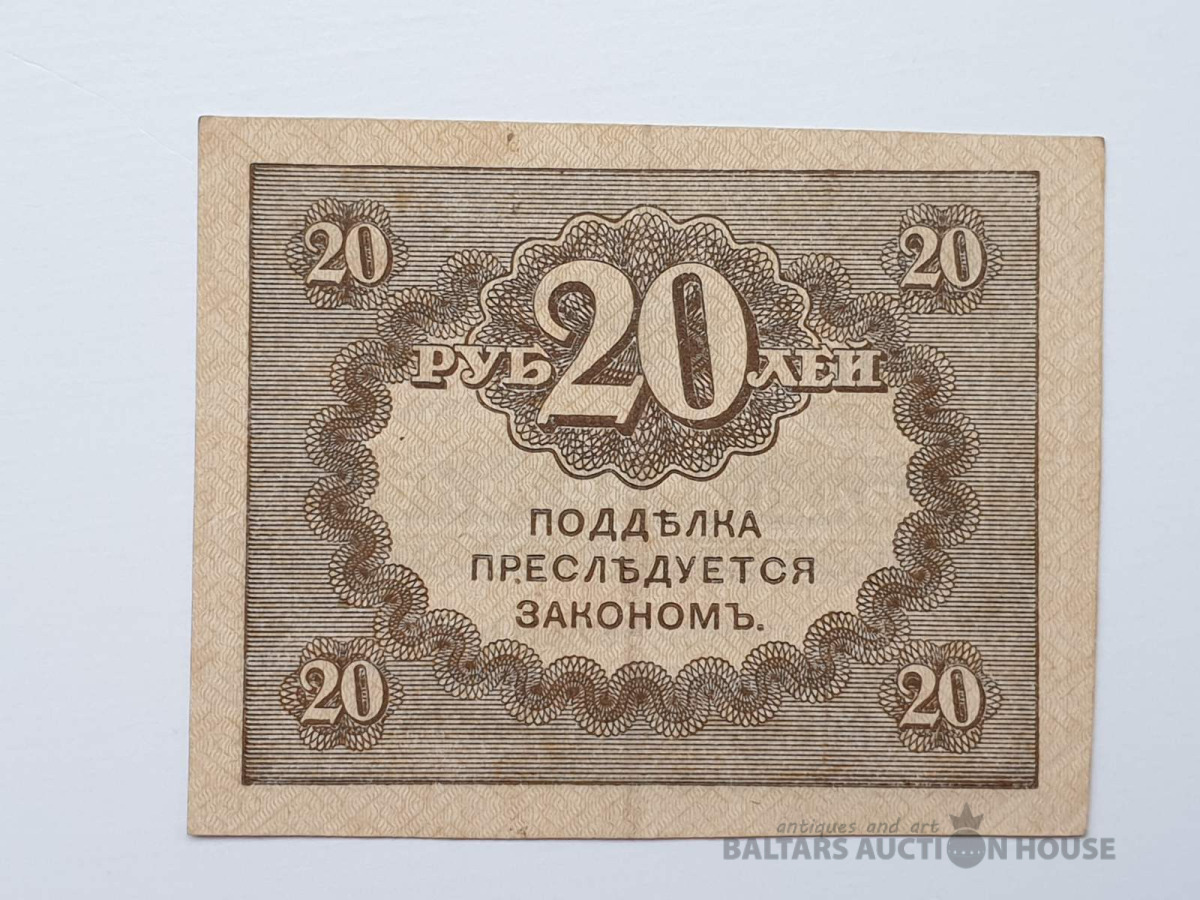 20 20
РУБ 20 ЛЕЙ
ПОДДѢЛКА
ПРЕСЛѢДУЕТСЯ
ЗАКОНОМЪ.
20 20
antiques and art
BALTARS AUCTION HOUSE